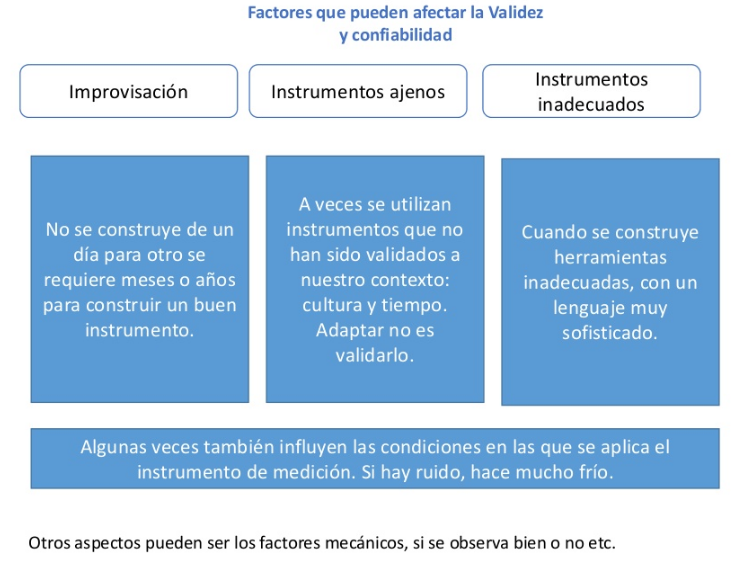 Factores que pueden afectar la Validez
y confiabilidad
Improvisación
Instrumentos ajenos
Instrumentos
inadecuados
No se construye de un
día para otro se
requiere meses o años
para construir un buen
instrumento.
A veces se utilizan
instrumentos que no
han sido validados a
nuestro contexto:
cultura y tiempo.
Adaptar no es
validarlo.
Cuando se construye
herramientas
inadecuadas, con un
lenguaje muy
sofisticado.
Algunas veces también influyen las condiciones en las que se aplica el
instrumento de medición. Si hay ruido, hace mucho frío.
Otros aspectos pueden ser los factores mecánicos, si se observa bien o no etc.